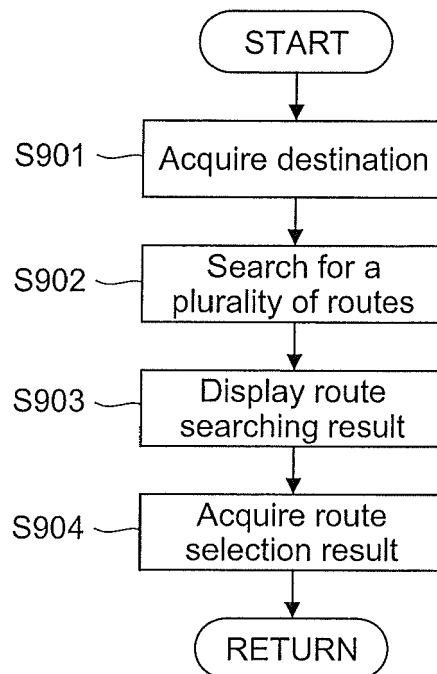 START
S901
Acquire destination
S902
Search for a
plurality of routes
S903
Display route
searching result
S904
Acquire route
selection result
RETURN